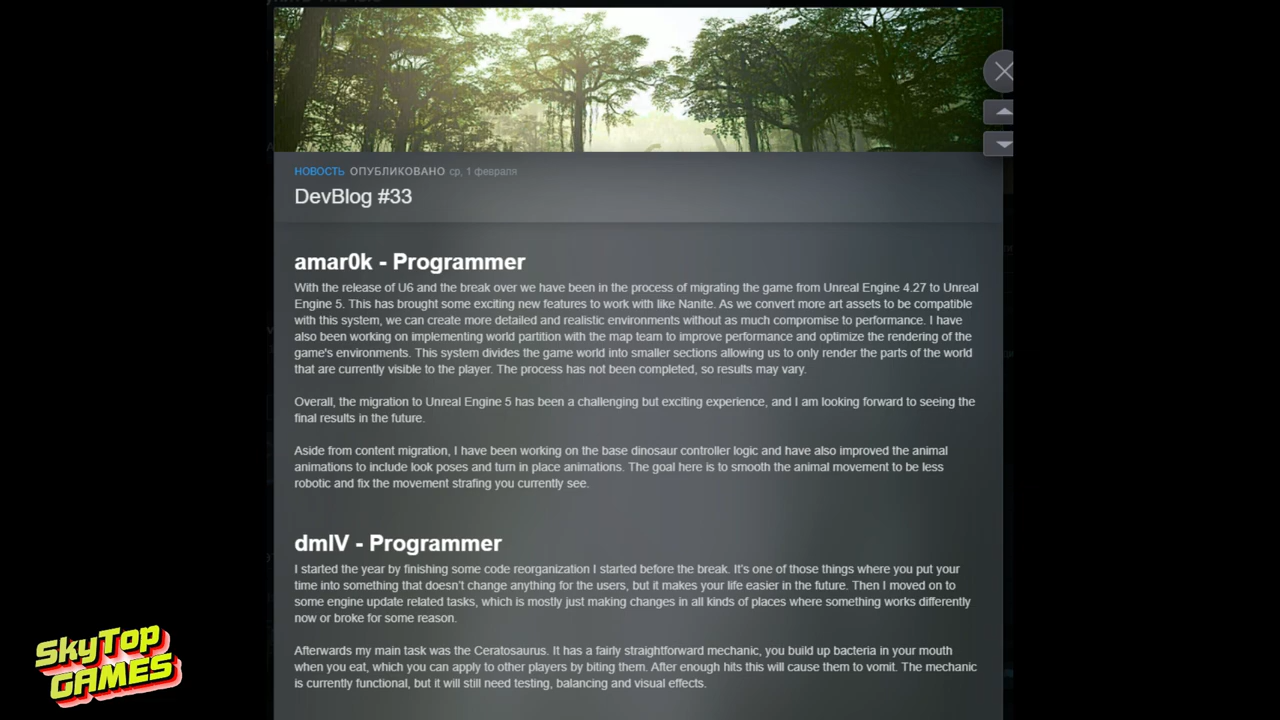 НОВОСТЬ ОПУБЛИКОВАНО ср, 1 февраля
DevBlog #33
amar0k - Programmer
With the release of U6 and the break over we have been in the process of migrating the game from Unreal Engine 4.27 to Unreal
Engine 5. This has brought some exciting new features to work with like Nanite. As we convert more art assets to be compatible
with this system, we can create more detailed and realistic environments without as much compromise to performance. I have
also been working on implementing world partition with the map team to improve performance and optimize the rendering of the
game's environments. This system divides the game world into smaller sections allowing us to only render the parts of the world
that are currently visible to the player. The process has not been completed, so results may vary.
Overall, the migration to Unreal Engine 5 has been a challenging but exciting experience, and I am looking forward to seeing the
final results in the future.
Aside from content migration, I have been working on the base dinosaur controller logic and have also improved the animal
animations to include look poses and turn in place animations. The goal here is to smooth the animal movement to be less
robotic and fix the movement strafing you currently see.
dmIV - Programmer
I started the year by finishing some code reorganization I started before the break. It's one of those things where you put your
time into something that doesn't change anything for the users, but it makes your life easier in the future. Then I moved on to
some engine update related tasks, which is mostly just making changes in all kinds of places where something works differently
now or broke for some reason.
Afterwards my main task was the Ceratosaurus. It has a fairly straightforward mechanic, you build up bacteria in your mouth
when you eat, which you can apply to other players by biting them. After enough hits this will cause them to vomit. The mechanic
is currently functional, but it will still need testing, balancing and visual effects.
SkyTop
GAMES